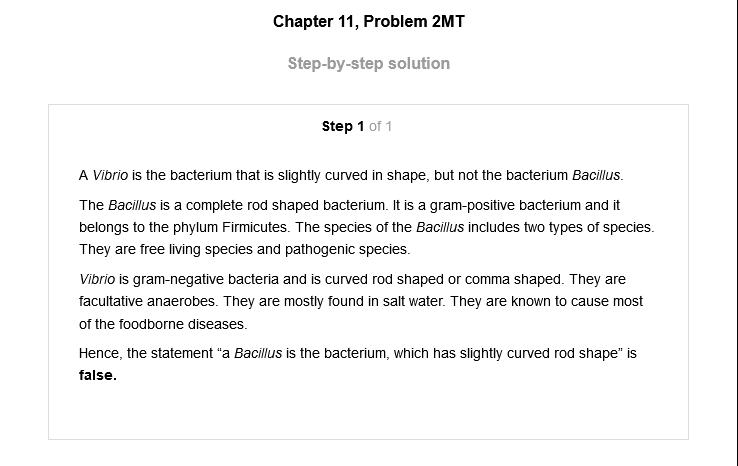 Chapter 11, Problem 2MT
Step-by-step solution
Step 1 of 1
A Vibrio is the bacterium that is slightly curved in shape, but not the bacterium Bacillus.
The Bacillus is a complete rod shaped bacterium. It is a gram-positive bacterium and it
belongs to the phylum Firmicutes. The species of the Bacillus includes two types of species.
They are free living species and pathogenic species.
Vibrio is gram-negative bacteria and is curved rod shaped or comma shaped. They are
facultative anaerobes. They are mostly found in salt water. They are known to cause most
of the foodborne diseases.
Hence, the statement “a Bacillus is the bacterium, which has slightly curved rod shape” is
false.